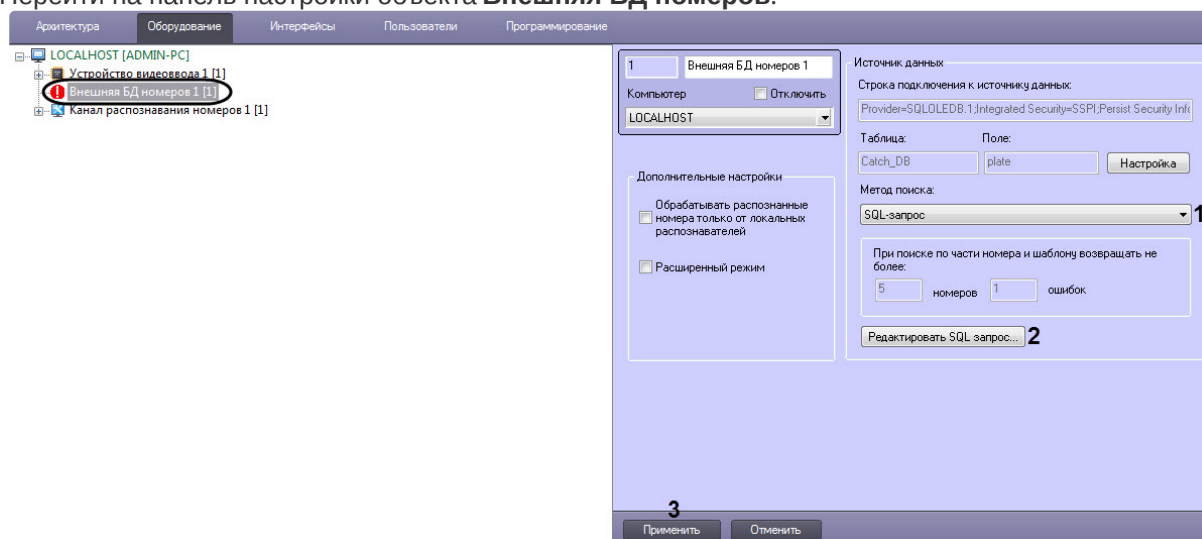 Перейти на панель настройки объекта Внешняя БД номеров.
Архитектура Оборудование Интерфейсы Пользователи Программирование
LOCALHOST [ADMIN-PC]
Устройство видеоввода 1 [1]
Внешняя БД номеров 1 [1]
Канал распознавания номеров 1 [1]
1 Внешняя БД номеров 1
Компьютер Отключить
LOCALHOST
Дополнительные настройки
Обрабатывать распознанные
номера только от локальных
распознавателей
Расширенный режим
Источник данных
Строка подключения к источнику данных:
Provider=SQLOLEDB.1;Integrated Security=SSPI;Persist Security Info
Таблица: Поле:
Catch_DB plate Настройка
Метод поиска:
SQL-запрос 1
При поиске по части номера и шаблону возвращать не
более:
5 номеров 1 ошибок
Редактировать SQL запрос... 2
3
Применить Отменить